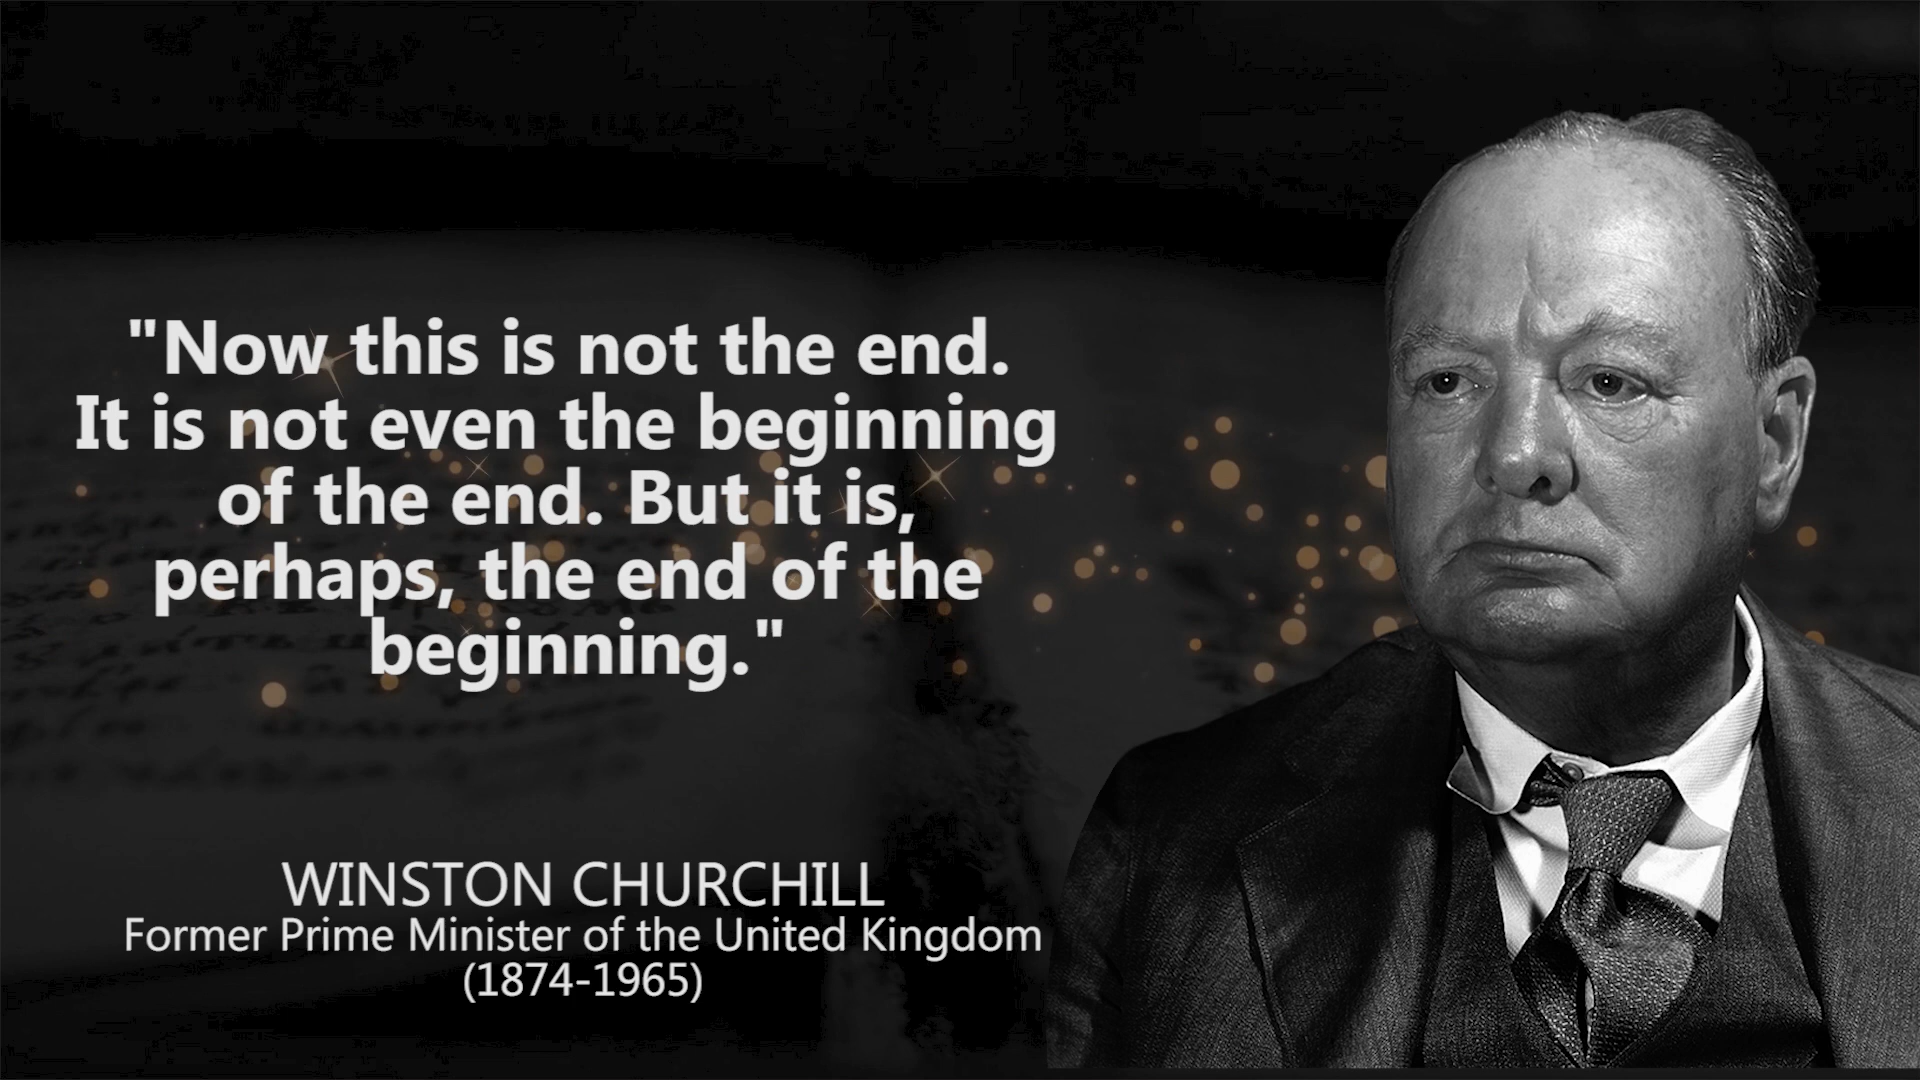 "Now this is not the end.
It is not even the beginning
of the end. But it is,
perhaps, the end of the
beginning."
WINSTON CHURCHILL
Former Prime Minister of the United Kingdom
(1874-1965)